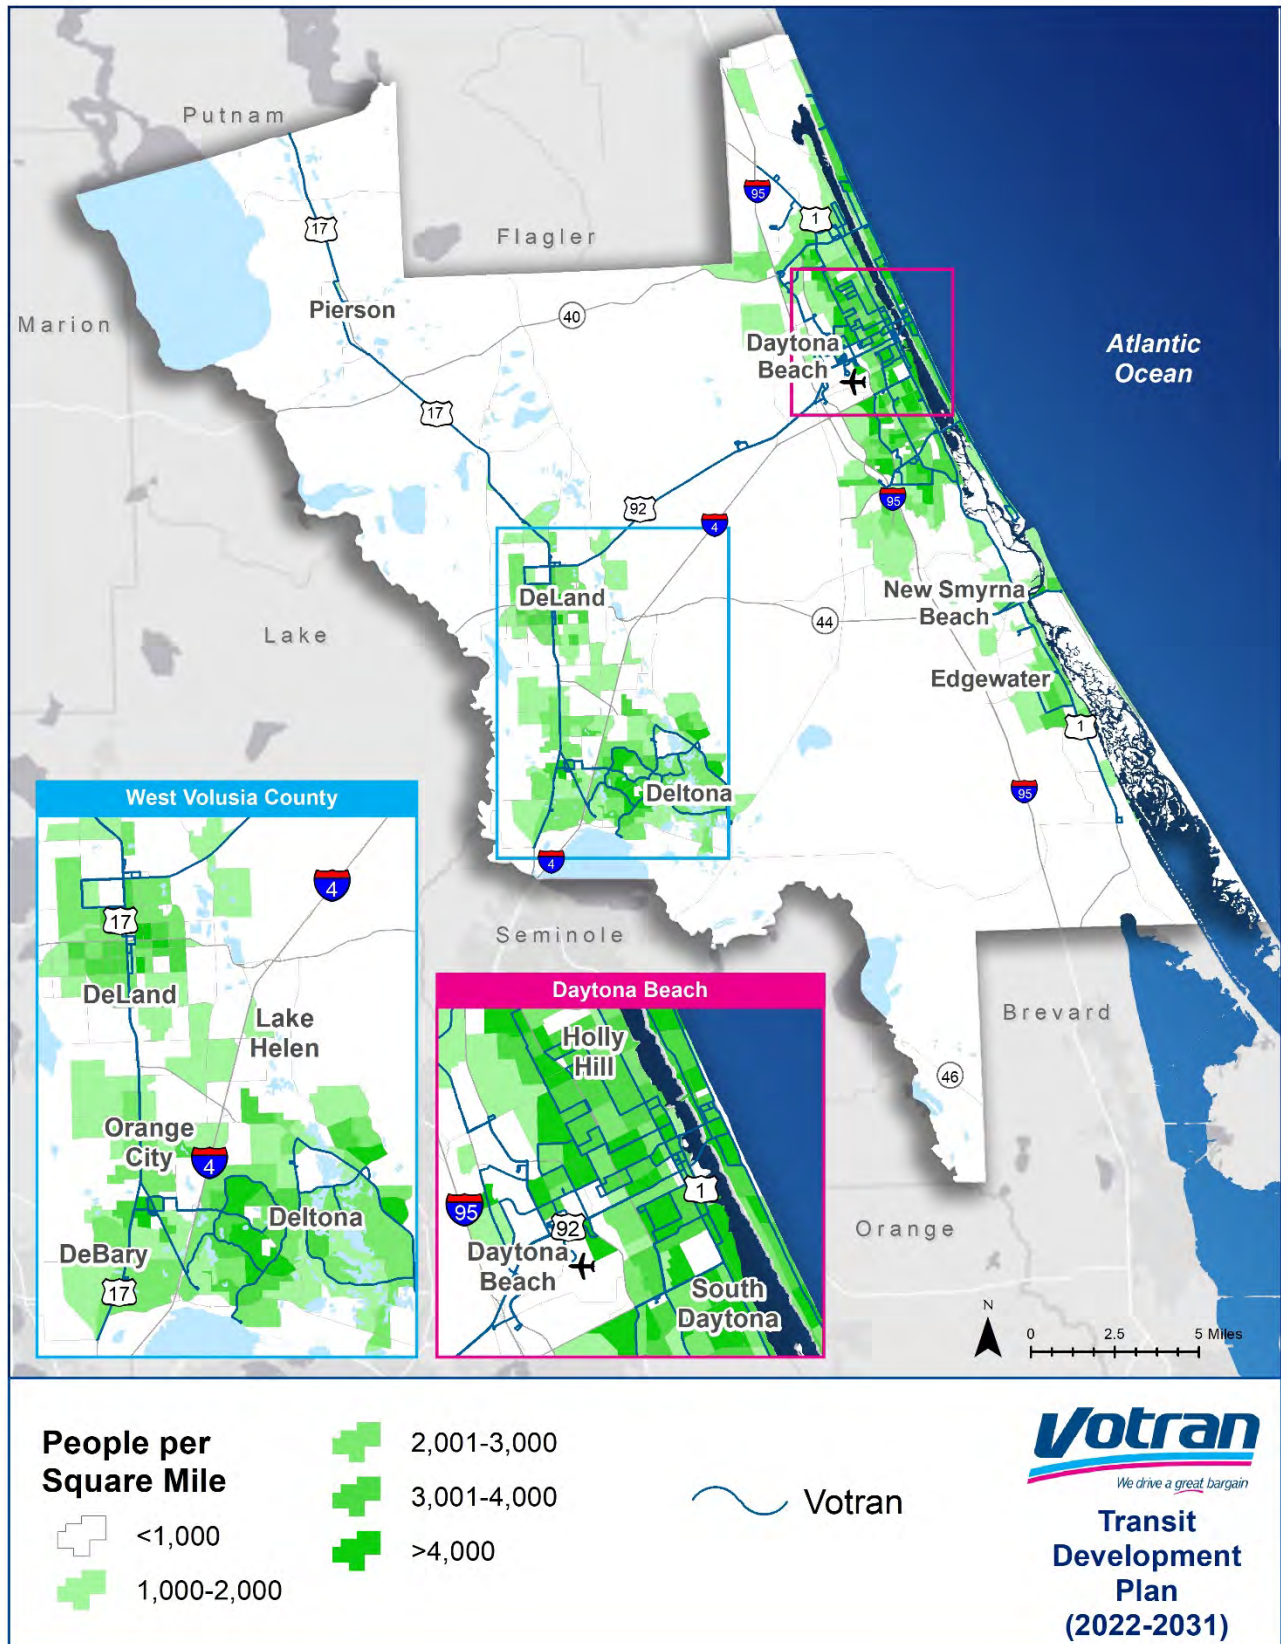 Putnam
95
1
17
Flagler
Pierson
Marion
40
Daytona
Beach
Atlantic
Ocean
17
92
4
95
New Smyrna
Beach
DeLand
44
Lake
Edgewater
1
Deltona
95
4
Seminole
Brevard
46
Orange
West Volusia County
4
17
DeLand
Lake
Helen
Orange
City
4
Deltona
DeBary
17
Daytona Beach
Holly
Hill
1
95
92
Daytona
Beach
South
Daytona
N
0 2.5 5 Miles
People per
Square Mile
<1,000
1,000-2,000
2,001-3,000
3,001-4,000
>4,000
Votran
Votran
We drive a great bargain
Transit
Development
Plan
(2022-2031)